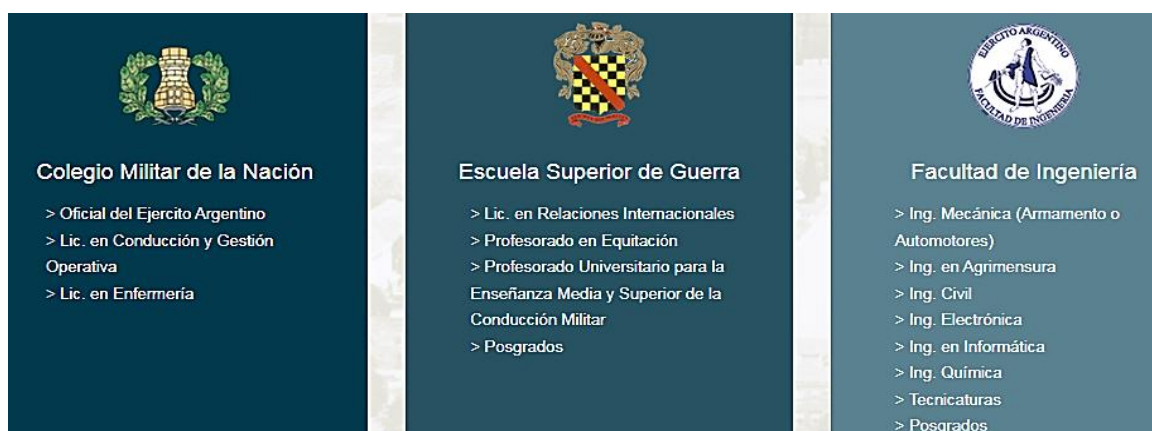 Colegio Militar de la Nación
> Oficial del Ejercito Argentino
> Lic. en Conducción y Gestión
Operativa
> Lic. en Enfermería
Escuela Superior de Guerra
> Lic. en Relaciones Internacionales
> Profesorado en Equitación
> Profesorado Universitario para la
Enseñanza Media y Superior de la
Conducción Militar
> Posgrados
EJERCITO ARGENTINO
FACULTAD DE INGENIERIA
Facultad de Ingeniería
> Ing. Mecánica (Armamento o
Automotores)
> Ing. en Agrimensura
> Ing. Civil
> Ing. Electrónica
> Ing. en Informática
> Ing. Química
> Tecnicaturas
> Posgrados